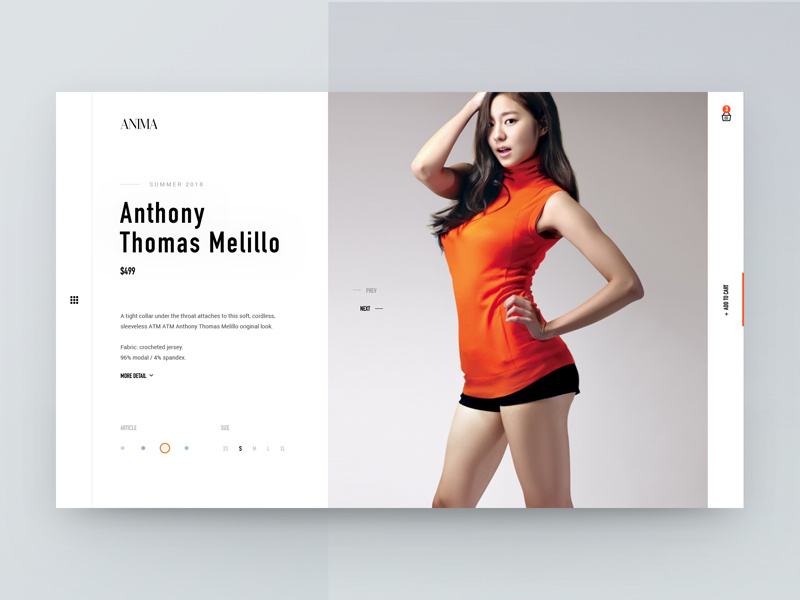 ANIMA
SUMMER 2018
Anthony
Thomas Melillo
$499
A tight collar under the throat attaches to this soft, cordless,
sleeveless ATM ATM Anthony Thomas Melillo original look.
Fabric: crocheted jersey.
96% modal / 4% spandex.
MORE DETAIL
ARTICLE
SIZE
XS S M L XL
PREV
NEXT
3
+ ADD TO CART